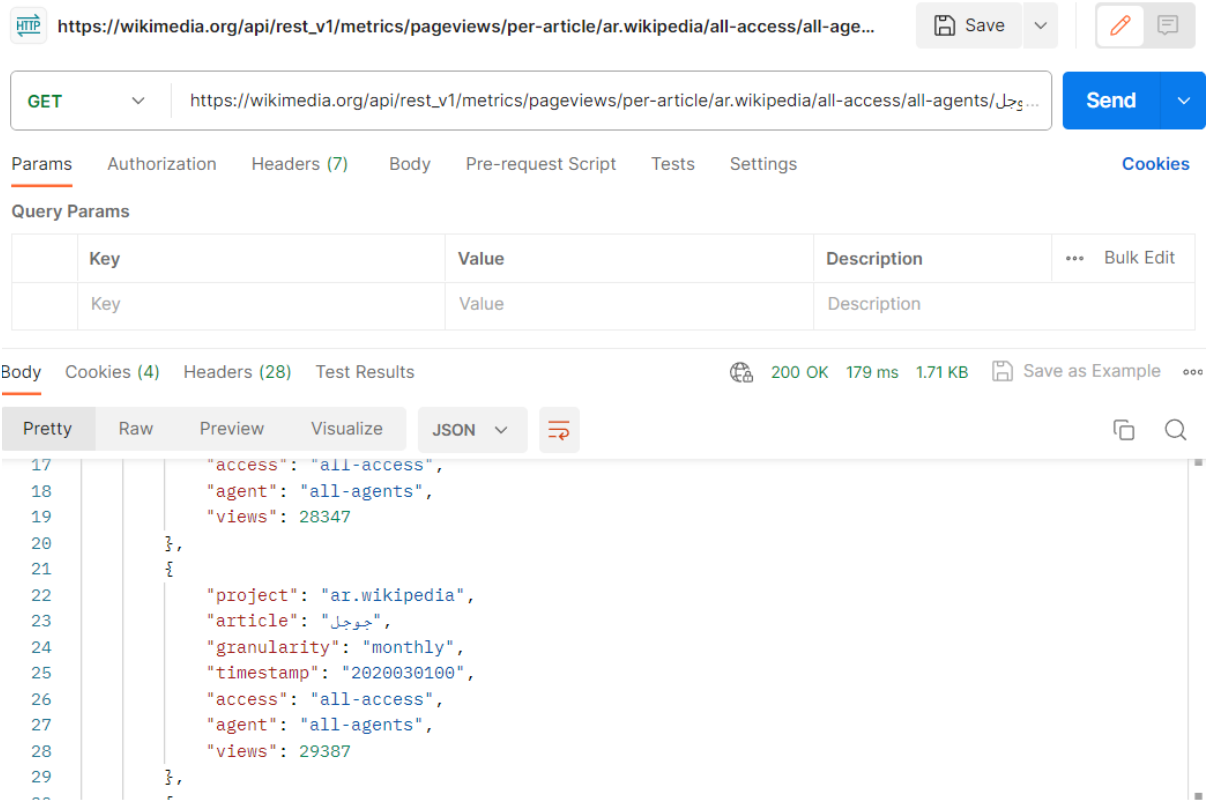 HTTP https://wikimedia.org/api/rest_v1/metrics/pageviews/per-article/ar.wikipedia/all-access/all-age... Save
GET https://wikimedia.org/api/rest_v1/metrics/pageviews/per-article/ar.wikipedia/all-access/all-agents/جوجل... Send
Params Authorization Headers (7) Body Pre-request Script Tests Settings Cookies
Query Params
Key Value Description ••• Bulk Edit
Key Value Description
Body Cookies (4) Headers (28) Test Results 200 OK 179 ms 1.71 KB Save as Example
Pretty Raw Preview Visualize JSON
17 "access": "all-access",
18 "agent": "all-agents",
19 "views": 28347
20 },
21 {
22 "project": "ar.wikipedia",
23 "article": "جوجل",
24 "granularity": "monthly",
25 "timestamp": "2020030100",
26 "access": "all-access",
27 "agent": "all-agents",
28 "views": 29387
29 },